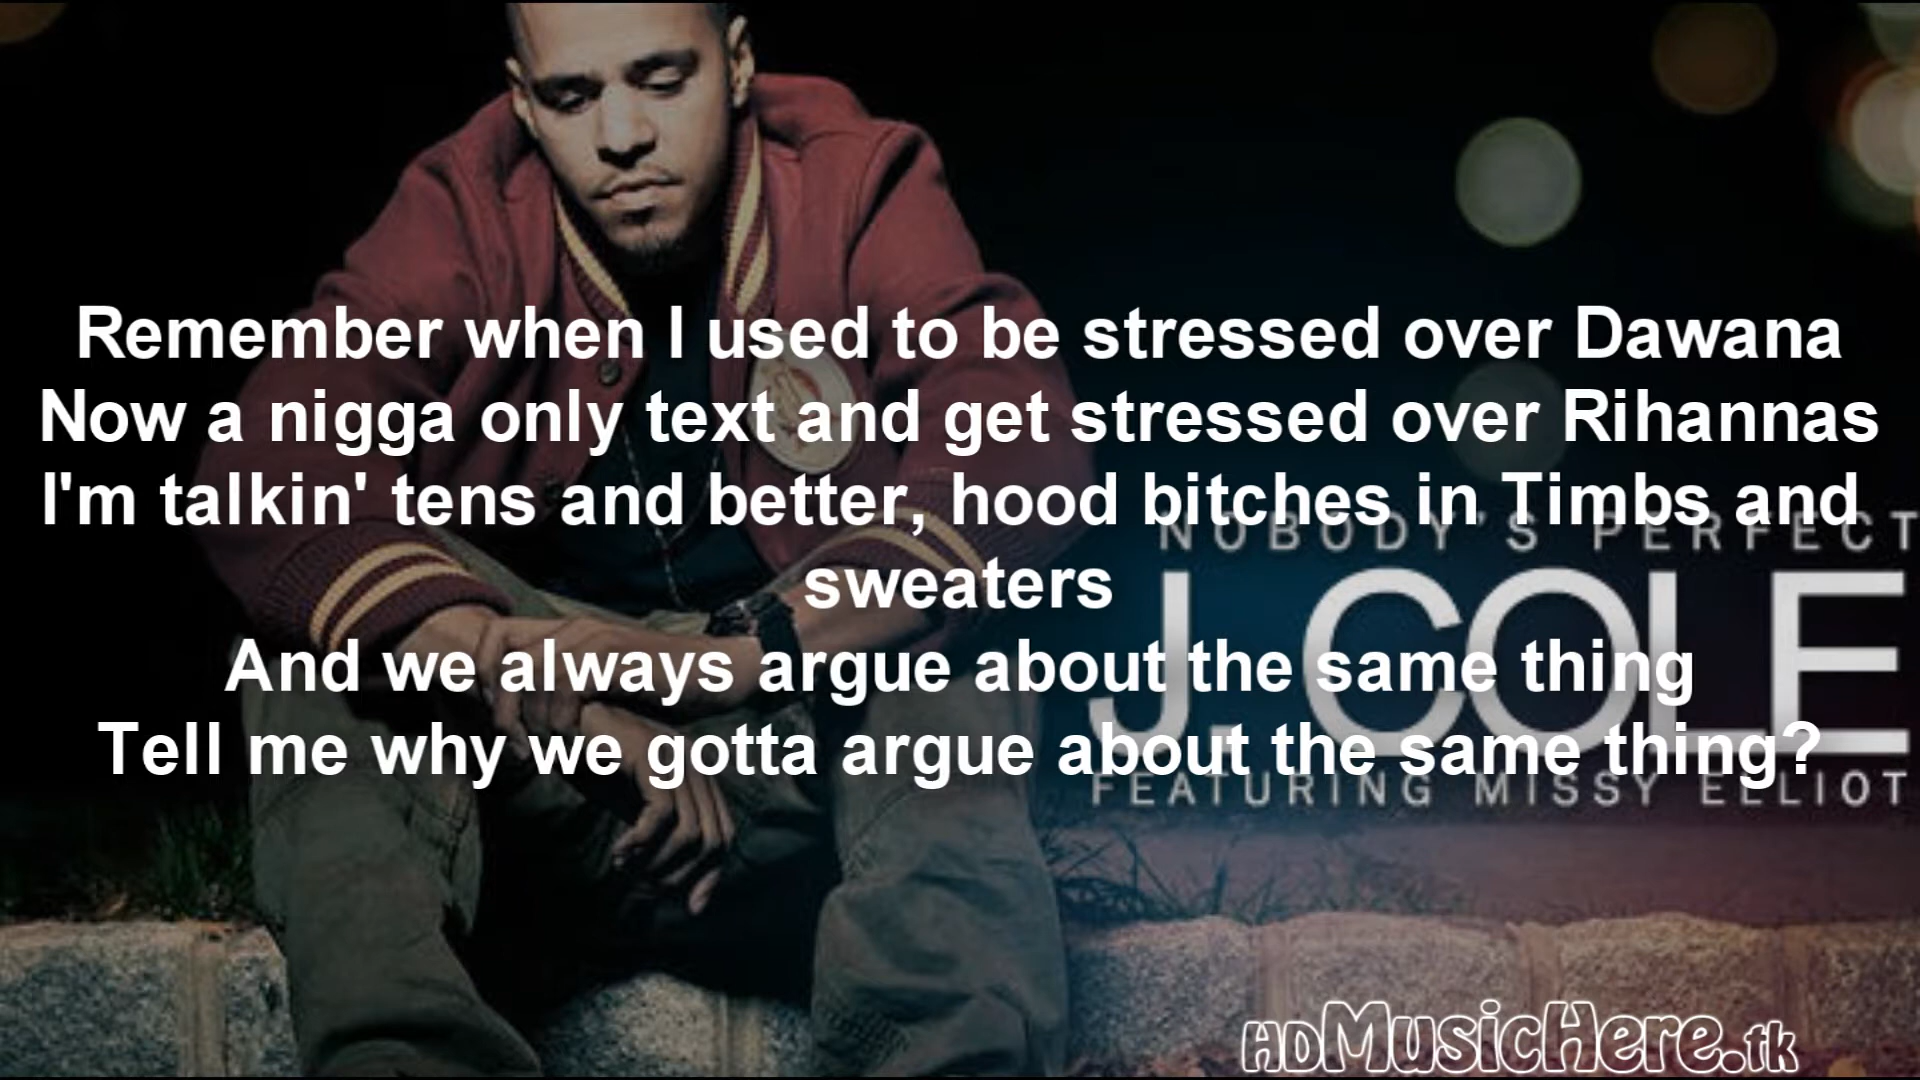 Remember when I used to be stressed over Dawana
Now a nigga only text and get stressed over Rihannas
I'm talkin' tens and better, hood bitches in Timbs and
sweaters
And we always argue about the same thing
Tell me why we gotta argue about the same thing?
NOBODY'S PERFECT
J. COLE
FEATURING MISSY ELLIOT
HDMusicHere.tk